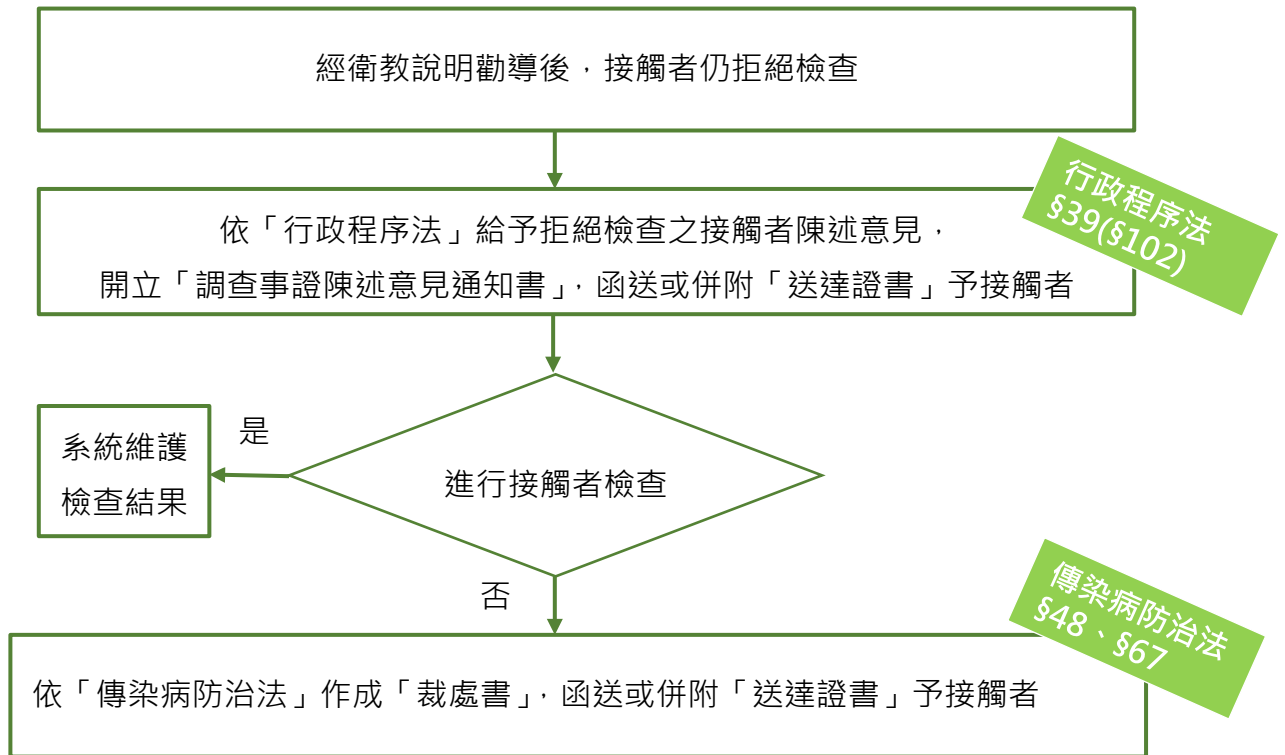 經衛教說明勸導後，接觸者仍拒絕檢查
行政程序法
§39(§102)
依「行政程序法」給予拒絕檢查之接觸者陳述意見，
開立「調查事證陳述意見通知書」，函送或併附「送達證書」予接觸者
是
系統維護
檢查結果
進行接觸者檢查
否
傳染病防治法
§48、§67
依「傳染病防治法」作成「裁處書」，函送或併附「送達證書」予接觸者